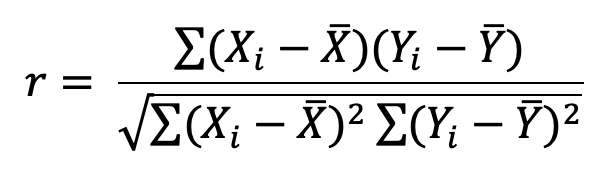 r = ∑(Xᵢ − X̄)(Yᵢ − Ȳ)
√∑(Xᵢ − X̄)² ∑(Yᵢ − Ȳ)²